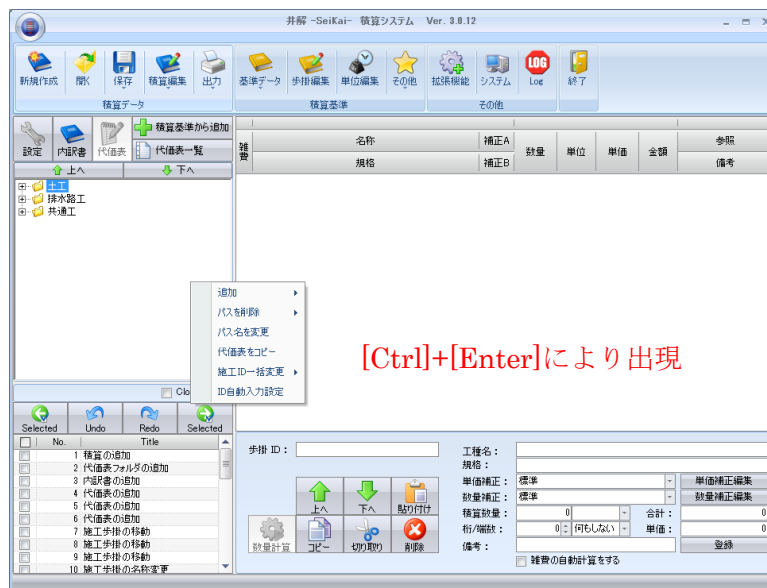 井解 -SeiKai- 積算システム Ver. 3.0.12
新規作成 開K 保存 積算編集 出力 基準データ 歩掛編集 単位編集 その他 拡張機能 システム Log 終了
積算データ 積算基準 その他
設定 内訳書 代価表 積算基準から追加
代価表一覧
上へ 下へ
雑費 名称 補正A 数量 単位 単価 金額 参照
規格 補正B 備考
土工
排水路工
共通工
追加
パスを削除
パス名を変更
代価表をコピー
施工ID一括変更
ID自動入力設定
[Ctrl]+[Enter]により出現
Clo
Selected Undo Redo Selected
No. Title
1 積算の追加
2 代価表フォルダの追加
3 内訳書の追加
4 代価表の追加
5 代価表の追加
6 代価表の追加
7 施工歩掛の移動
8 施工歩掛の移動
9 施工歩掛の移動
10 施工歩掛の名称変更
歩掛 ID：
上へ 下へ 貼り付け
数量計算 コピー 切り取り 削除
工種名：
規格：
単価補正： 標準 単価補正編集
数量補正： 標準 数量補正編集
積算数量： 0 合計： 0
桁/端数： 0 何もしない 単価： 0
備考： 登録
雑費の自動計算をする